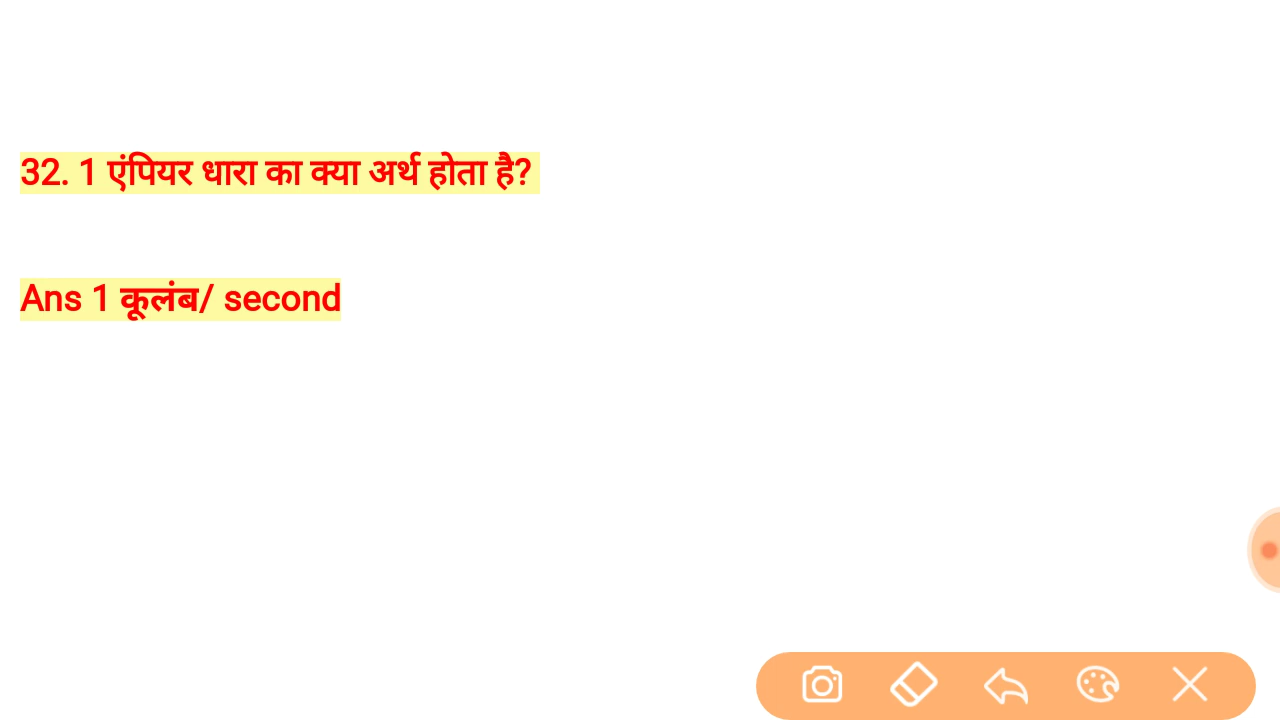 32. 1 एंपियर धारा का क्या अर्थ होता है?
Ans 1 कूलंब/ second